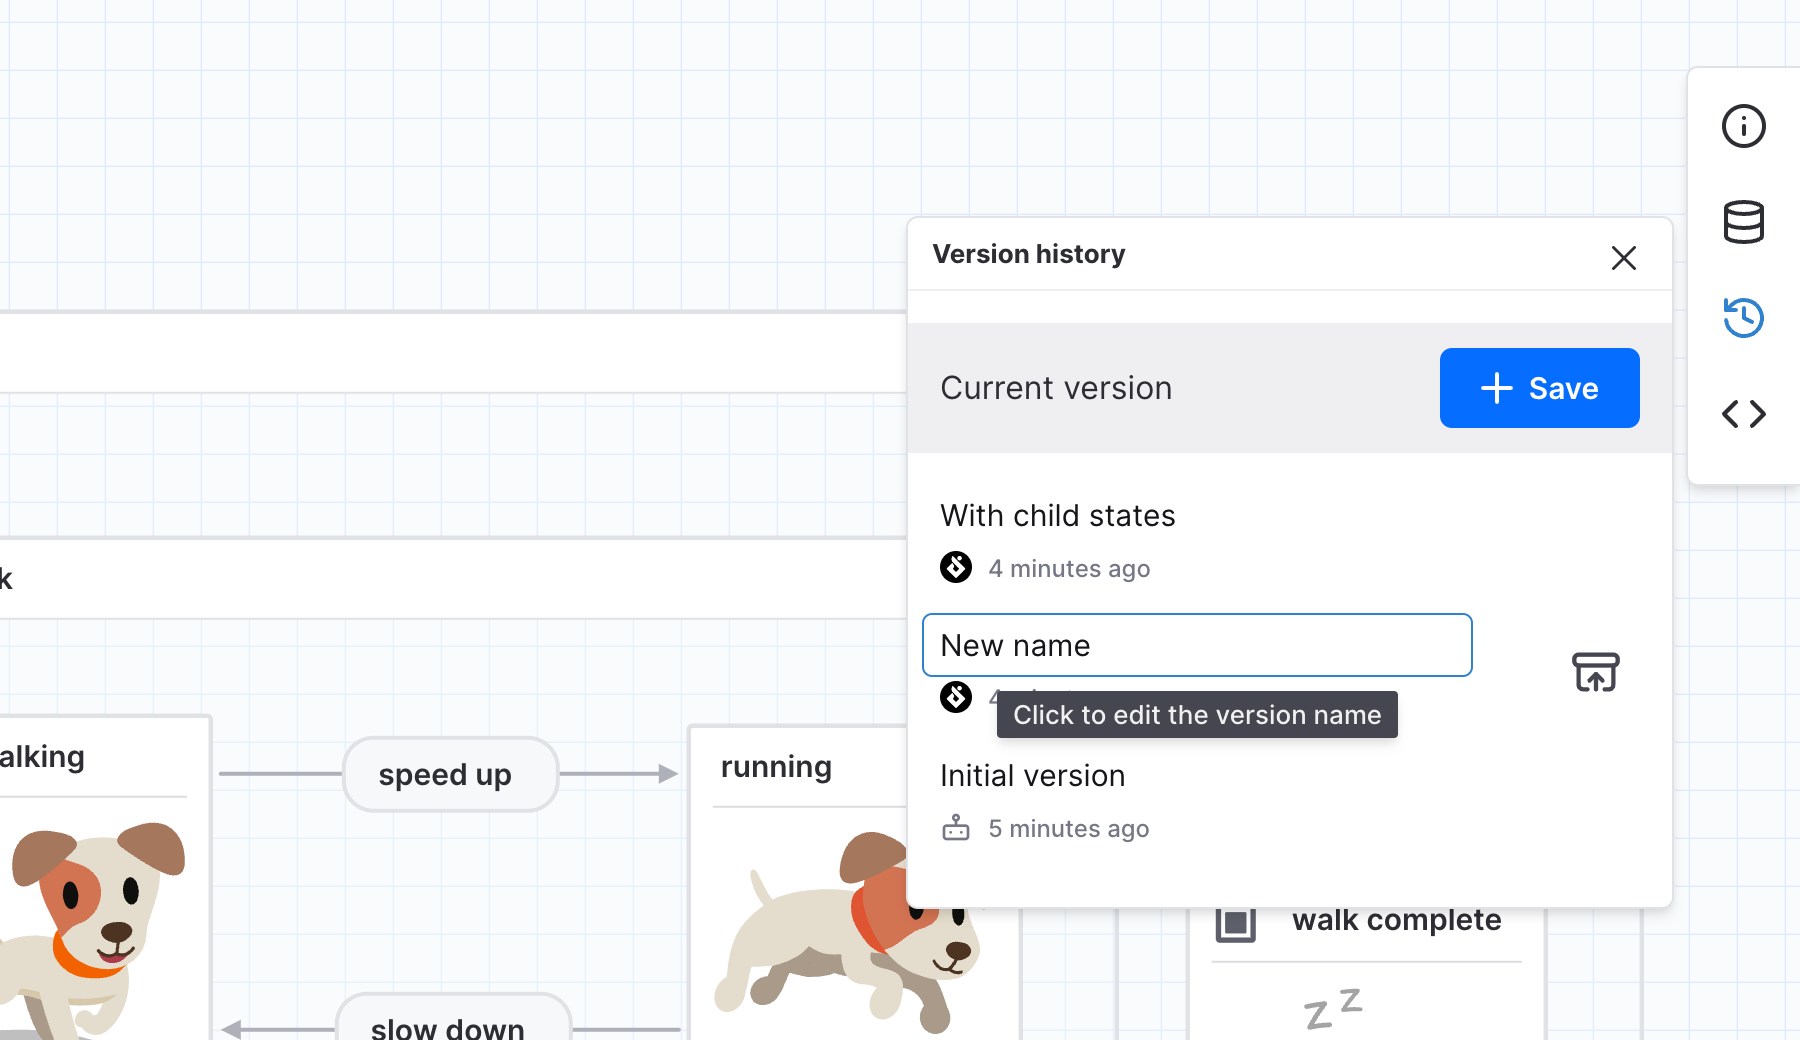 Version history
Current version
Save
With child states
4 minutes ago
New name
4
Click to edit the version name
Initial version
5 minutes ago
k
alking
speed up
running
walk complete
z z
slow down